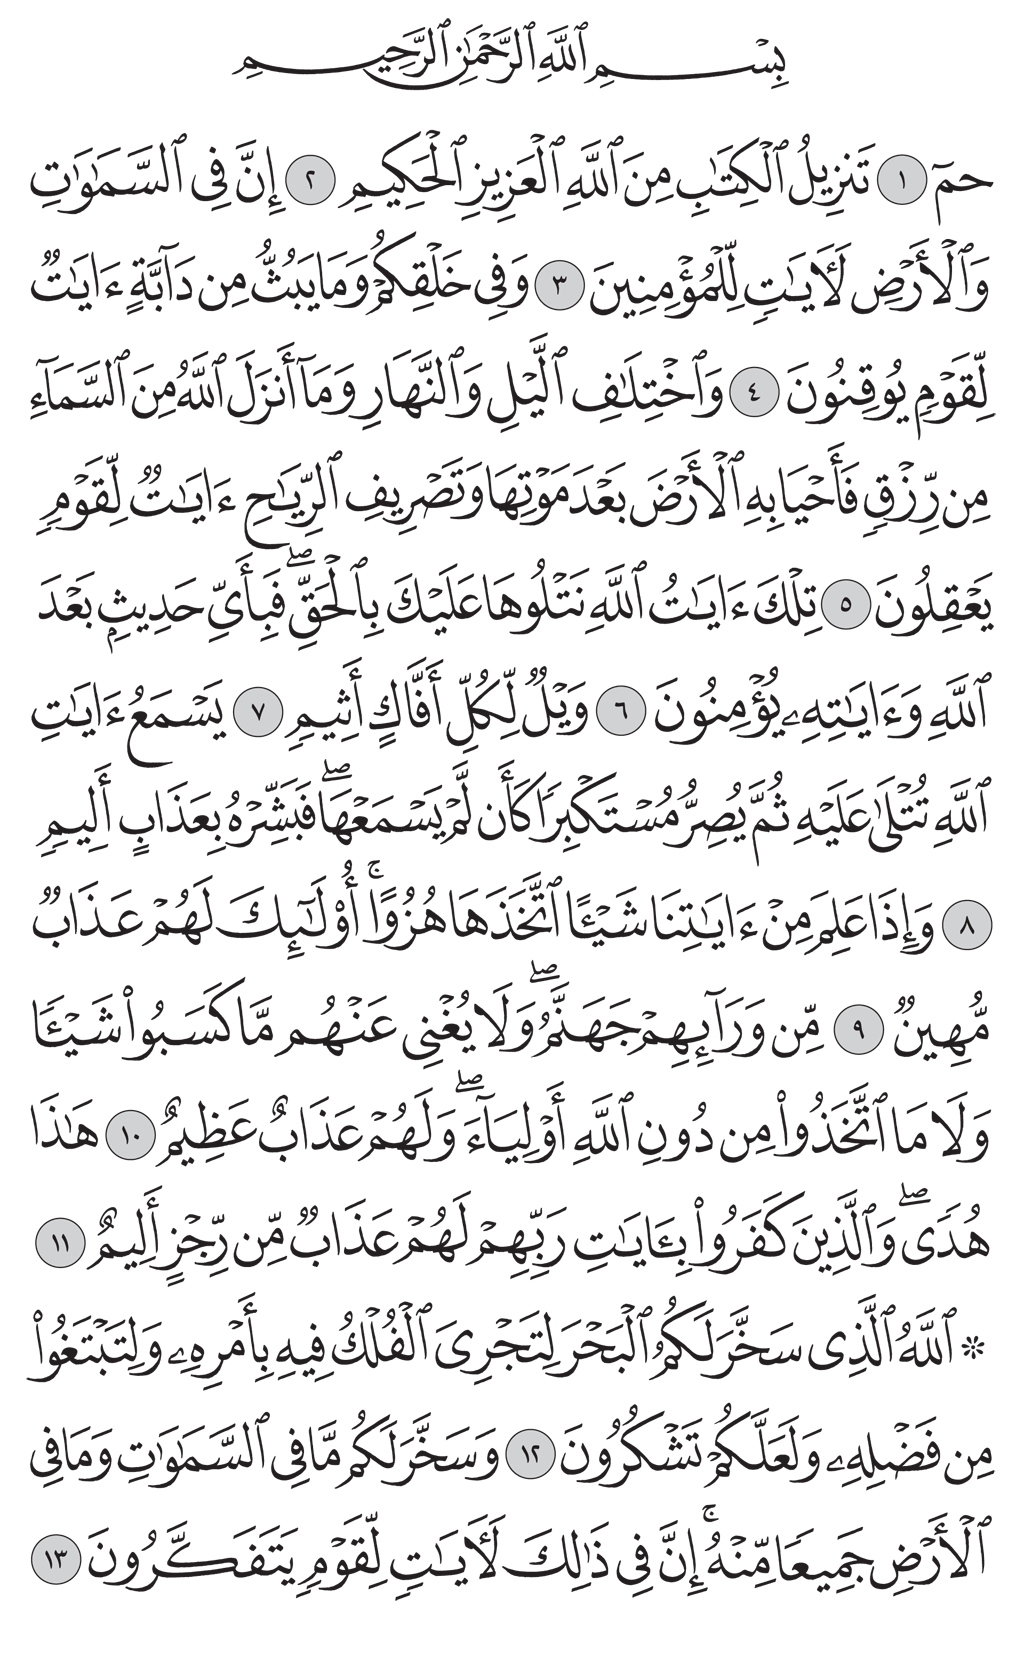 بِسْمِ ٱللَّهِ ٱلرَّحْمَٰنِ ٱلرَّحِيمِ
حمٓ ١ تَنزِيلُ ٱلْكِتَٰبِ مِنَ ٱللَّهِ ٱلْعَزِيزِ ٱلْحَكِيمِ ٢ إِنَّ فِى ٱلسَّمَٰوَٰتِ
وَٱلْأَرْضِ لَءَايَٰتٍ لِّلْمُؤْمِنِينَ ٣ وَفِى خَلْقِكُمْ وَمَا يَبُثُّ مِن دَآبَّةٍ ءَايَٰتٌ
لِّقَوْمٍ يُوقِنُونَ ٤ وَٱخْتِلَٰفِ ٱلَّيْلِ وَٱلنَّهَارِ وَمَآ أَنزَلَ ٱللَّهُ مِنَ ٱلسَّمَآءِ
مِن رِّزْقٍ فَأَحْيَا بِهِ ٱلْأَرْضَ بَعْدَ مَوْتِهَا وَتَصْرِيفِ ٱلرِّيَٰحِ ءَايَٰتٌ لِّقَوْمٍ
يَعْقِلُونَ ٥ تِلْكَ ءَايَٰتُ ٱللَّهِ نَتْلُوهَا عَلَيْكَ بِٱلْحَقِّ ۖ فَبِأَىِّ حَدِيثٍۭ بَعْدَ
ٱللَّهِ وَءَايَٰتِهِۦ يُؤْمِنُونَ ٦ وَيْلٌ لِّكُلِّ أَفَّاكٍ أَثِيمٍ ٧ يَسْمَعُ ءَايَٰتِ
ٱللَّهِ تُتْلَىٰ عَلَيْهِ ثُمَّ يُصِرُّ مُسْتَكْبِرًا كَأَن لَّمْ يَسْمَعْهَا ۖ فَبَشِّرْهُ بِعَذَابٍ أَلِيمٍ
٨ وَإِذَا عَلِمَ مِنْ ءَايَٰتِنَا شَيْـًٔا ٱتَّخَذَهَا هُزُوًا ۚ أُو۟لَٰٓئِكَ لَهُمْ عَذَابٌ
مُّهِينٌ ٩ مِّن وَرَآئِهِمْ جَهَنَّمُ ۖ وَلَا يُغْنِى عَنْهُم مَّا كَسَبُوا۟ شَيْـًٔا
وَلَا مَا ٱتَّخَذُوا۟ مِن دُونِ ٱللَّهِ أَوْلِيَآءَ ۖ وَلَهُمْ عَذَابٌ عَظِيمٌ ١٠ هَٰذَا
هُدًى ۖ وَٱلَّذِينَ كَفَرُوا۟ بِـَٔايَٰتِ رَبِّهِمْ لَهُمْ عَذَابٌ مِّن رِّجْزٍ أَلِيمٌ ١١
* ٱللَّهُ ٱلَّذِى سَخَّرَ لَكُمُ ٱلْبَحْرَ لِتَجْرِىَ ٱلْفُلْكُ فِيهِ بِأَمْرِهِۦ وَلِتَبْتَغُوا۟
مِن فَضْلِهِۦ وَلَعَلَّكُمْ تَشْكُرُونَ ١٢ وَسَخَّرَ لَكُم مَّا فِى ٱلسَّمَٰوَٰتِ وَمَا فِى
ٱلْأَرْضِ جَمِيعًا مِّنْهُ ۚ إِنَّ فِى ذَٰلِكَ لَءَايَٰتٍ لِّقَوْمٍ يَتَفَكَّرُونَ ١٣